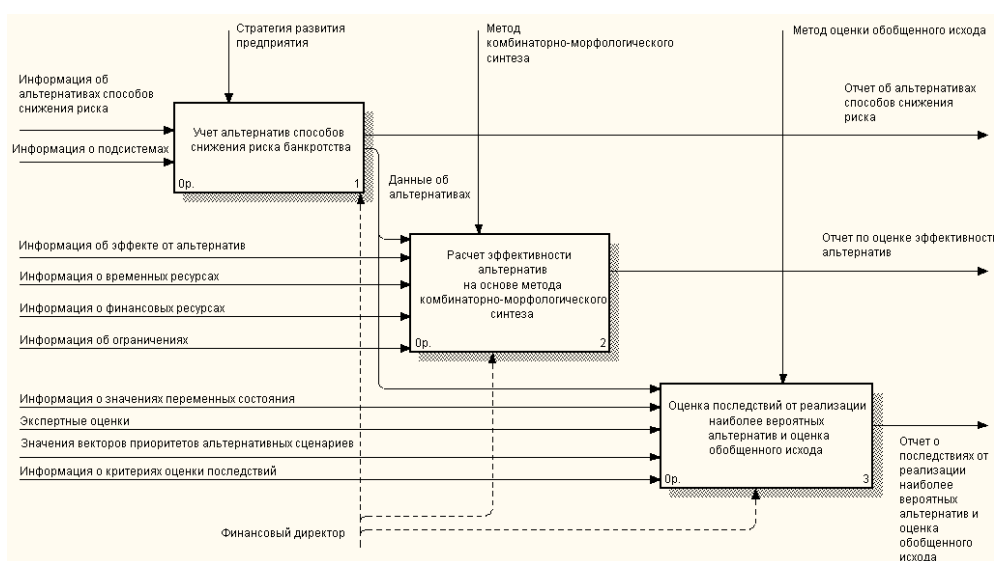 Стратегия развития
предприятия
Метод
комбинаторно-морфологического
синтеза
Метод оценки обобщенного исхода
Информация об
альтернативах способов
снижения риска
Информация о подсистемах
Учет альтернатив способов
снижения риска банкротства
0р.
1
Отчет об альтернативах
способов снижения
риска
Данные об
альтернативах
Информация об эффекте от альтернатив
Информация о временных ресурсах
Информация о финансовых ресурсах
Информация об ограничениях
Расчет эффективности
альтернатив
на основе метода
комбинаторно-морфологического
синтеза
0р.
2
Отчет по оценке эффективности
альтернатив
Информация о значениях переменных состояния
Экспертные оценки
Значения векторов приоритетов альтернативных сценариев
Информация о критериях оценки последствий
Оценка последствий от реализации
наиболее вероятных
альтернатив и оценка
обобщенного исхода
0р.
3
Отчет о
последствиях от
реализации
наиболее
вероятных
альтернатив и
оценка
обобщенного
исхода
Финансовый директор